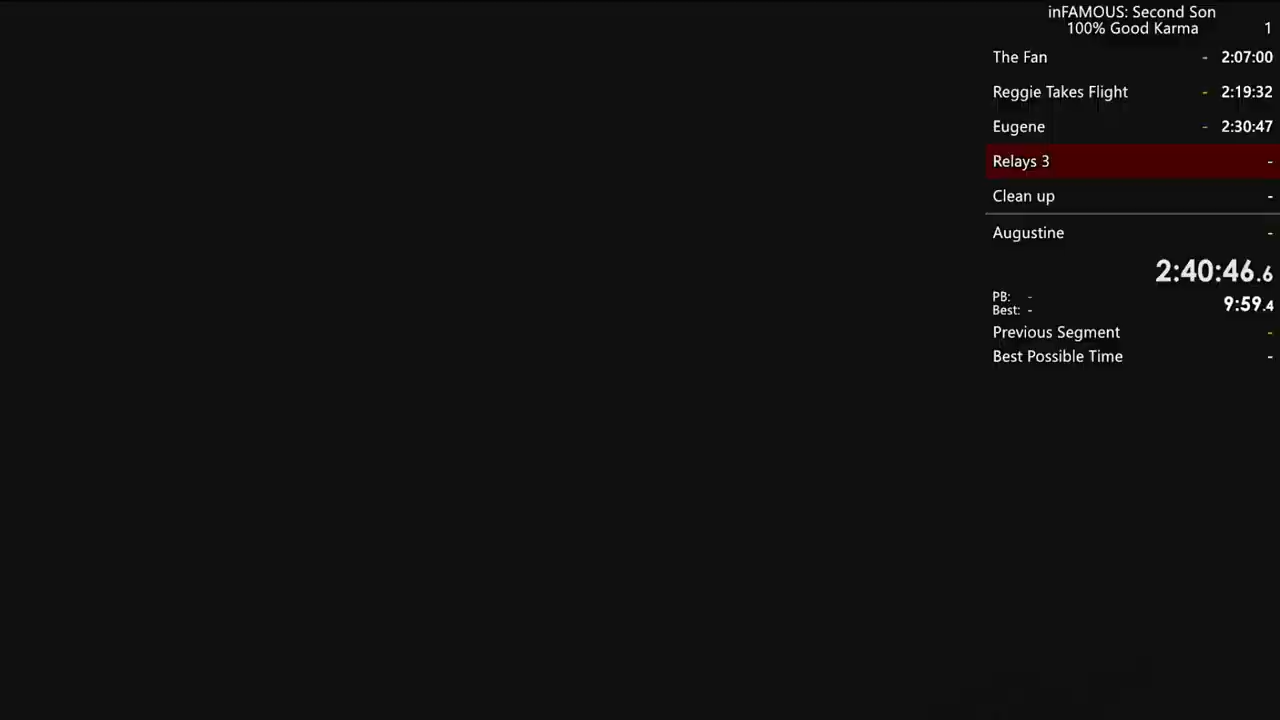 inFAMOUS: Second Son
100% Good Karma 1
The Fan - 2:07:00
Reggie Takes Flight - 2:19:32
Eugene - 2:30:47
Relays 3 -
Clean up -
Augustine -
2:40:46.6
PB: -
Best: -
9:59.4
Previous Segment -
Best Possible Time -